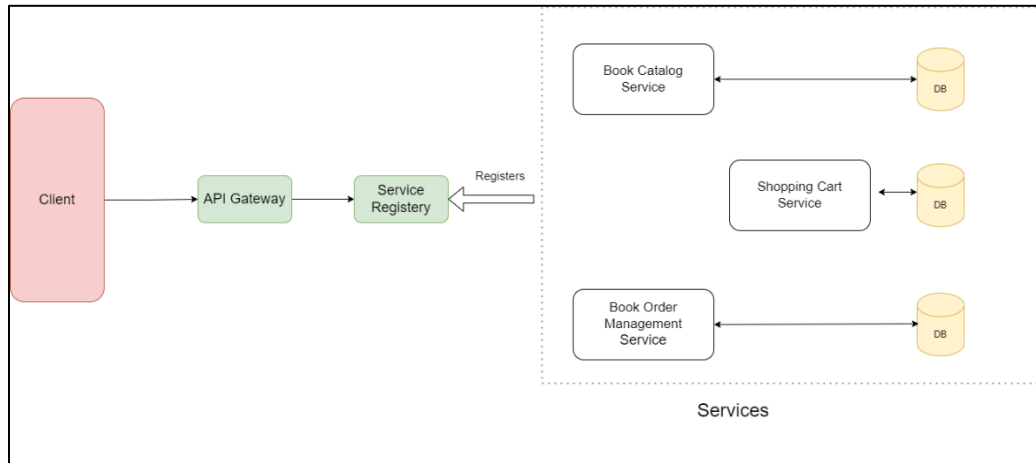 Client
API Gateway
Service
Registery
Registers
Book Catalog
Service
DB
Shopping Cart
Service
DB
Book Order
Management
Service
DB
Services